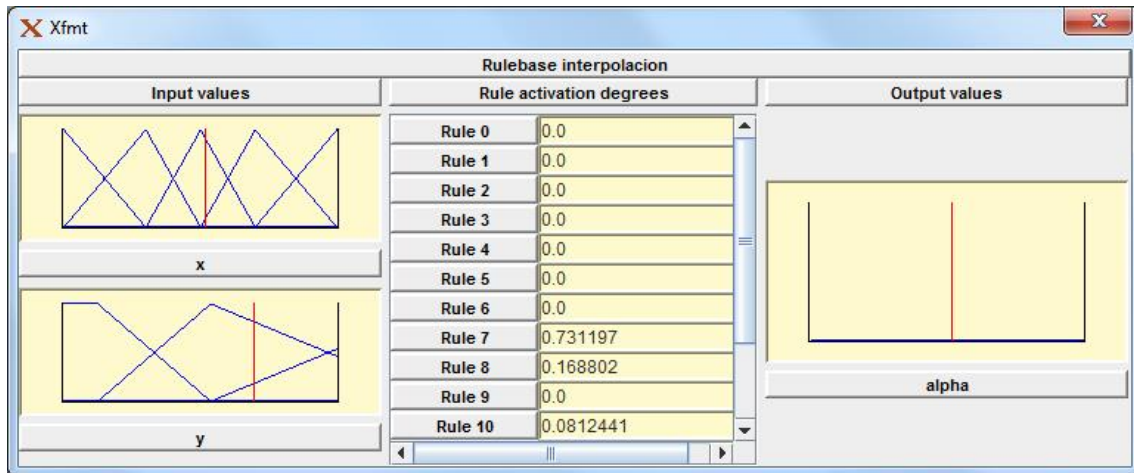 Xfmt
Rulebase interpolacion
Input values
Rule activation degrees
Output values
x
y
Rule 0 0.0
Rule 1 0.0
Rule 2 0.0
Rule 3 0.0
Rule 4 0.0
Rule 5 0.0
Rule 6 0.0
Rule 7 0.731197
Rule 8 0.168802
Rule 9 0.0
Rule 10 0.0812441
alpha